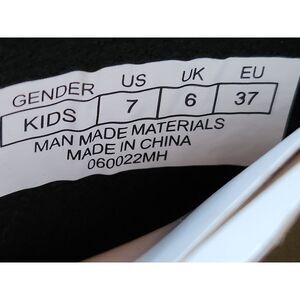 GENDER US UK EU
KIDS 7 6 37
MAN MADE MATERIALS
MADE IN CHINA
060022MH